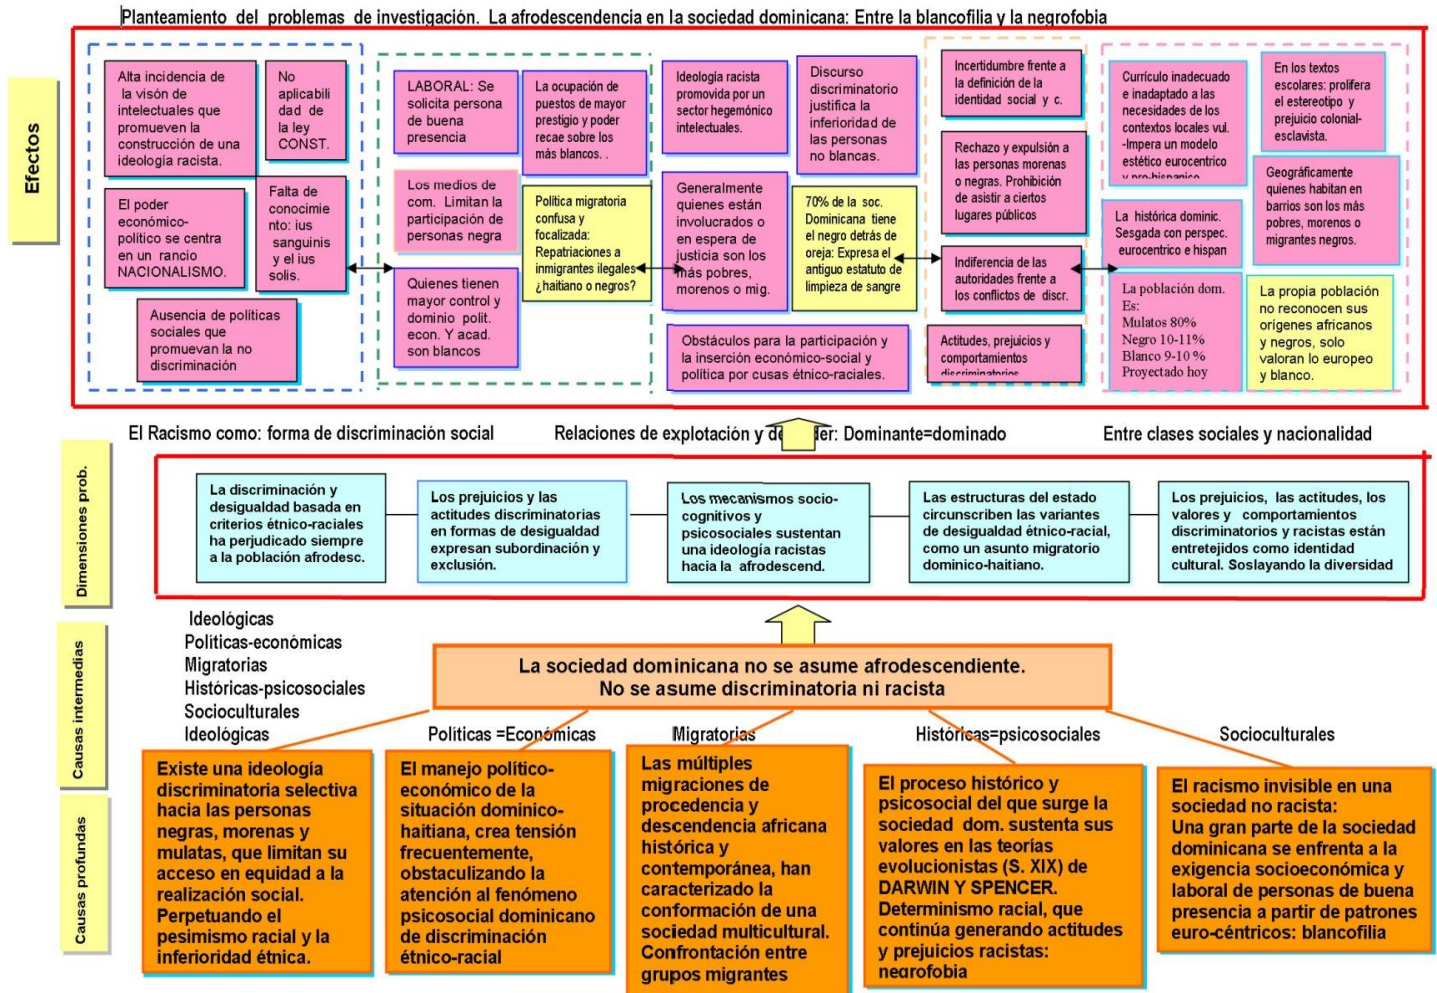 Planteamiento del problemas de investigación. La afrodescendencia en la sociedad dominicana: Entre la blancofilia y la negrofobia
Efectos
Alta incidencia de
la visón de
intelectuales que
promueven la
construcción de una
ideología racista.
No
aplicabili
dad de
la ley
CONST.
El poder
económico-
político se centra
en un rancio
NACIONALISMO.
Falta de
conocimie
nto: ius
sanguinis
y el ius
solis.
Ausencia de políticas
sociales que
promuevan la no
discriminación
LABORAL: Se
solicita persona
de buena
presencia
La ocupación de
puestos de mayor
prestigio y poder
recae sobre los
más blancos. .
Los medios de
com. Limitan la
participación de
personas negra
Política migratoria
confusa y
focalizada:
Repatriaciones a
inmigrantes ilegales
¿haitiano o negros?
Quienes tienen
mayor control y
dominio polit.
econ. Y acad.
son blancos
Ideología racista
promovida por un
sector hegemónico
intelectuales.
Discurso
discriminatorio
justifica la
inferioridad de
las personas
no blancas.
Generalmente
quienes están
involucrados o
en espera de
justicia son los
más pobres,
morenos o mig.
70% de la soc.
Dominicana tiene
el negro detrás de
oreja: Expresa el
antiguo estatuto de
limpieza de sangre
Obstáculos para la participación y
la inserción económico-social y
política por cusas étnico-raciales.
Incertidumbre frente a
la definición de la
identidad social y c.
Rechazo y expulsión a
las personas morenas
o negras. Prohibición
de asistir a ciertos
lugares públicos
Indiferencia de las
autoridades frente a
los conflictos de discr.
Actitudes, prejuicios y
comportamientos
discriminatorios
Currículo inadecuado
e inadaptado a las
necesidades de los
contextos locales vul.
-Impera un modelo
estético eurocentrico
y pro-hispanico
En los textos
escolares: prolifera
el estereotipo y
prejuicio colonial-
esclavista.
Geográficamente
quienes habitan en
barrios son los más
pobres, morenos o
migrantes negros.
La histórica dominic.
Sesgada con perspec.
eurocentrico e hispan
La población dom.
Es:
Mulatos 80%
Negro 10-11%
Blanco 9-10 %
Proyectado hoy
La propia población
no reconocen sus
orígenes africanos
y negros, solo
valoran lo europeo
y blanco.
El Racismo como: forma de discriminación social
Relaciones de explotación y de der: Dominante=dominado
Entre clases sociales y nacionalidad
Dimensiones prob.
La discriminación y
desigualdad basada en
criterios étnico-raciales
ha perjudicado siempre
a la población afrodesc.
Los prejuicios y las
actitudes discriminatorias
en formas de desigualdad
expresan subordinación y
exclusión.
Los mecanismos socio-
cognitivos y
psicosociales sustentan
una ideología racistas
hacia la afrodescend.
Las estructuras del estado
circunscriben las variantes
de desigualdad étnico-racial,
como un asunto migratorio
dominico-haitiano.
Los prejuicios, las actitudes, los
valores y comportamientos
discriminatorios y racistas están
entretejidos como identidad
cultural. Soslayando la diversidad
Causas intermedias
Ideológicas
Políticas-económicas
Migratorias
Históricas-psicosociales
Socioculturales
La sociedad dominicana no se asume afrodescendiente.
No se asume discriminatoria ni racista
Ideológicas
Políticas =Económicas
Migratorias
Históricas=psicosociales
Socioculturales
Causas profundas
Existe una ideología
discriminatoria selectiva
hacia las personas
negras, morenas y
mulatas, que limitan su
acceso en equidad a la
realización social.
Perpetuando el
pesimismo racial y la
inferioridad étnica.
El manejo político-
económico de la
situación dominico-
haitiana, crea tensión
frecuentemente,
obstaculizando la
atención al fenómeno
psicosocial dominicano
de discriminación
étnico-racial
Las múltiples
migraciones de
procedencia y
descendencia africana
histórica y
contemporánea, han
caracterizado la
conformación de una
sociedad multicultural.
Confrontación entre
grupos migrantes
El proceso histórico y
psicosocial del que surge la
sociedad dom. sustenta sus
valores en las teorías
evolucionistas (S. XIX) de
DARWIN Y SPENCER.
Determinismo racial, que
continúa generando actitudes
y prejuicios racistas:
negrofobia
El racismo invisible en una
sociedad no racista:
Una gran parte de la sociedad
dominicana se enfrenta a la
exigencia socioeconómica y
laboral de personas de buena
presencia a partir de patrones
euro-céntricos: blancofilia